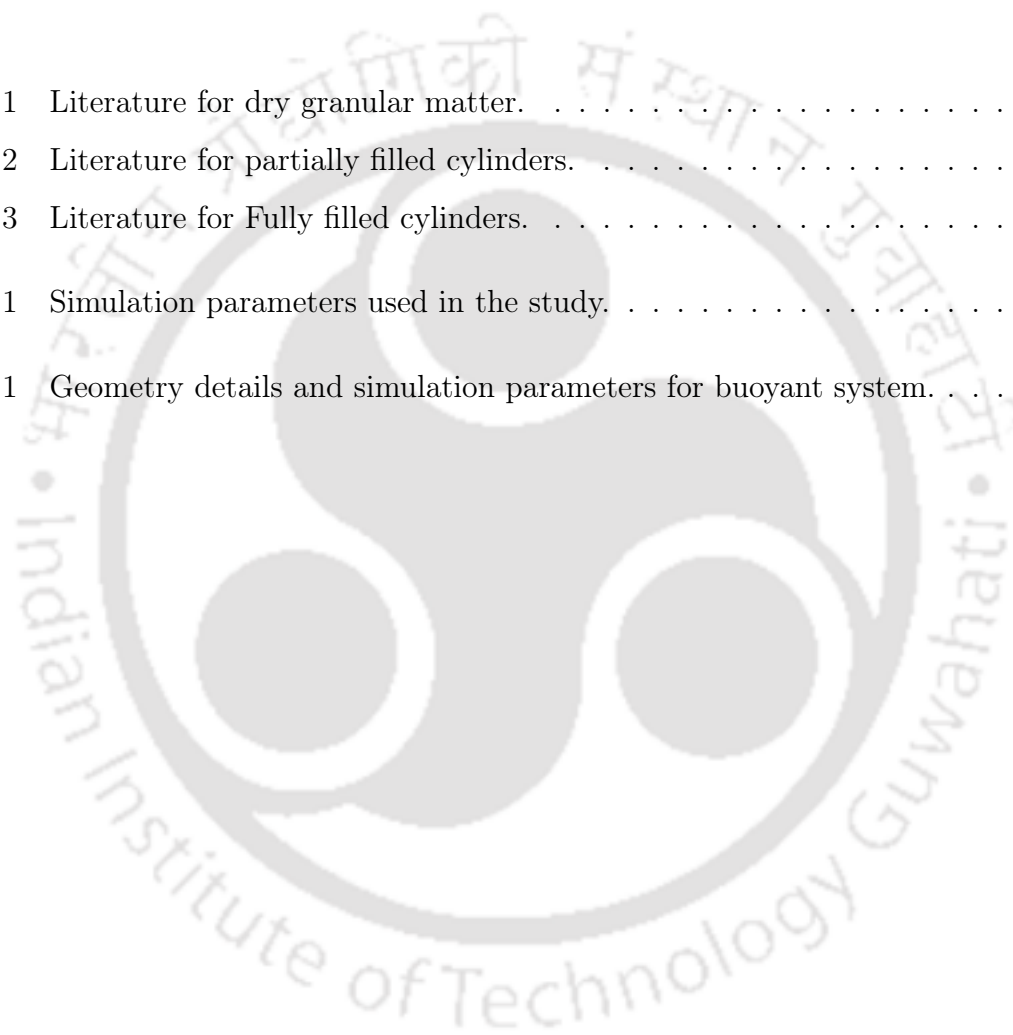 1 Literature for dry granular matter. . . . . . . . . . . . . . . . . . . .
2 Literature for partially filled cylinders. . . . . . . . . . . . . . . . . .
3 Literature for Fully filled cylinders. . . . . . . . . . . . . . . . . . . .
1 Simulation parameters used in the study. . . . . . . . . . . . . . . . .
1 Geometry details and simulation parameters for buoyant system. . . . .
भारतीय प्रौद्योगिकी संस्थान गुवाहाटी
Indian Institute of Technology Guwahati